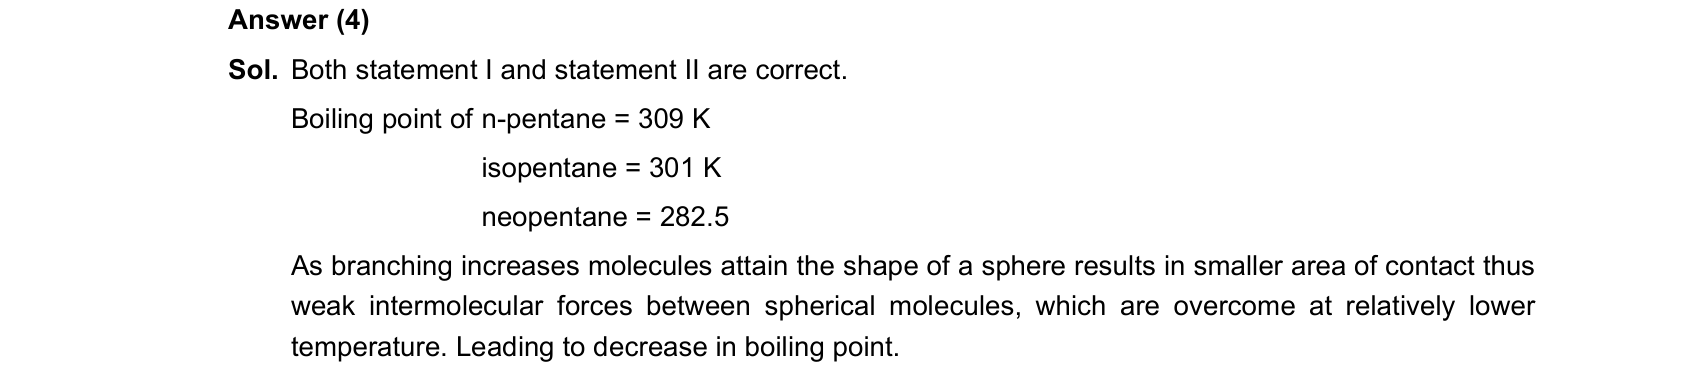 Answer (4)
Sol. Both statement I and statement II are correct.
Boiling point of n-pentane = 309 K
isopentane = 301 K
neopentane = 282.5
As branching increases molecules attain the shape of a sphere results in smaller area of contact thus
weak intermolecular forces between spherical molecules, which are overcome at relatively lower
temperature. Leading to decrease in boiling point.